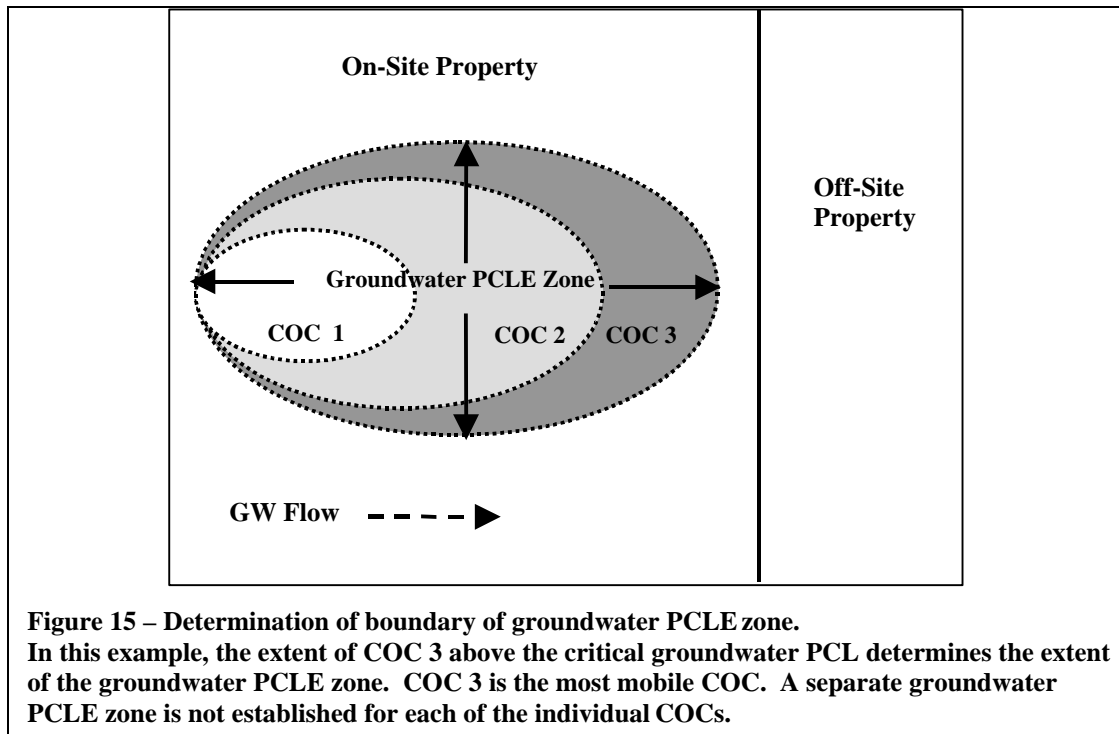 On-Site Property
Off-Site
Property
Groundwater PCLE Zone
COC 1
COC 2
COC 3
GW Flow
Figure 15 – Determination of boundary of groundwater PCLE zone.
In this example, the extent of COC 3 above the critical groundwater PCL determines the extent
of the groundwater PCLE zone. COC 3 is the most mobile COC. A separate groundwater
PCLE zone is not established for each of the individual COCs.